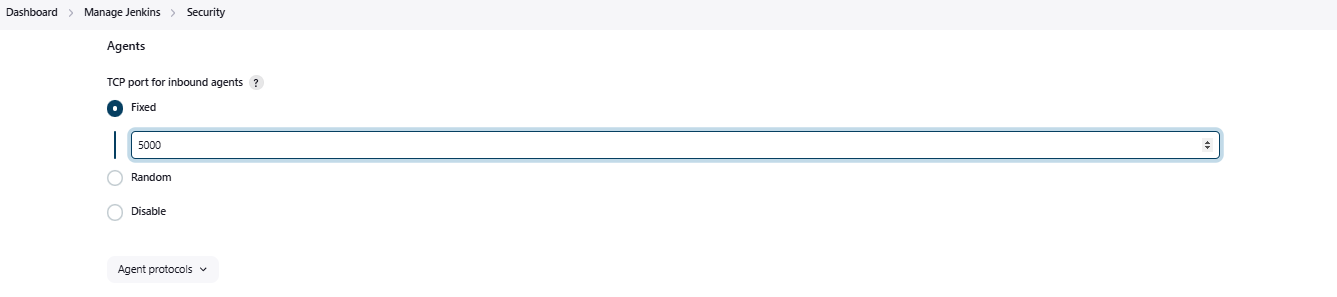 Dashboard > Manage Jenkins > Security
Agents
TCP port for inbound agents ?
Fixed
5000
Random
Disable
Agent protocols